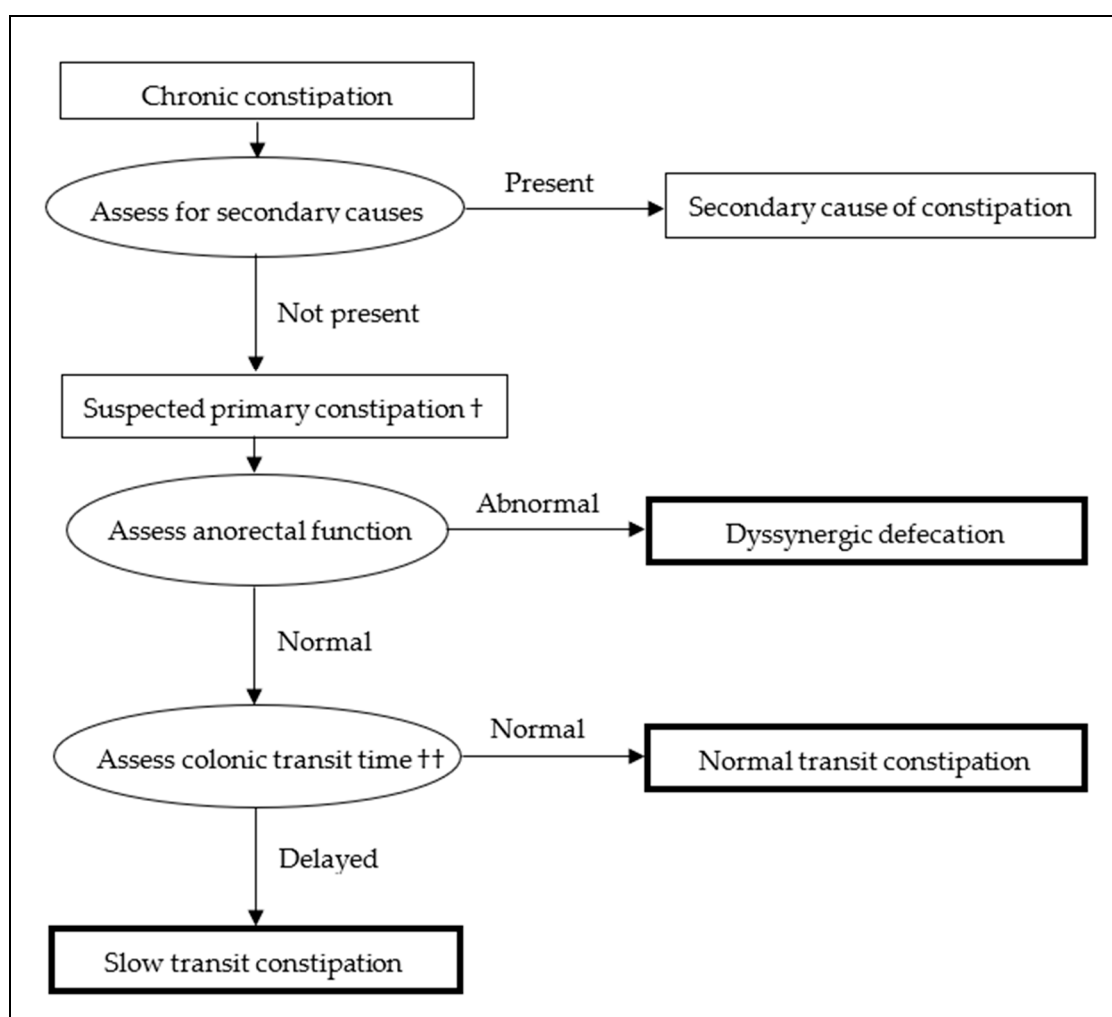 Chronic constipation
Assess for secondary causes
Present
Secondary cause of constipation
Not present
Suspected primary constipation †
Assess anorectal function
Abnormal
Dyssynergic defecation
Normal
Assess colonic transit time ††
Normal
Normal transit constipation
Delayed
Slow transit constipation